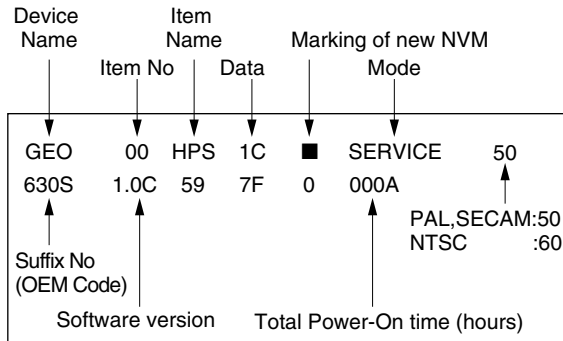 Device Name
Item Name
Item No
Data
Marking of new NVM
Mode
GEO 00 HPS 1C ■ SERVICE 50
630S 1.0C 59 7F 0 000A
PAL,SECAM:50
NTSC :60
Suffix No
(OEM Code)
Software version
Total Power-On time (hours)